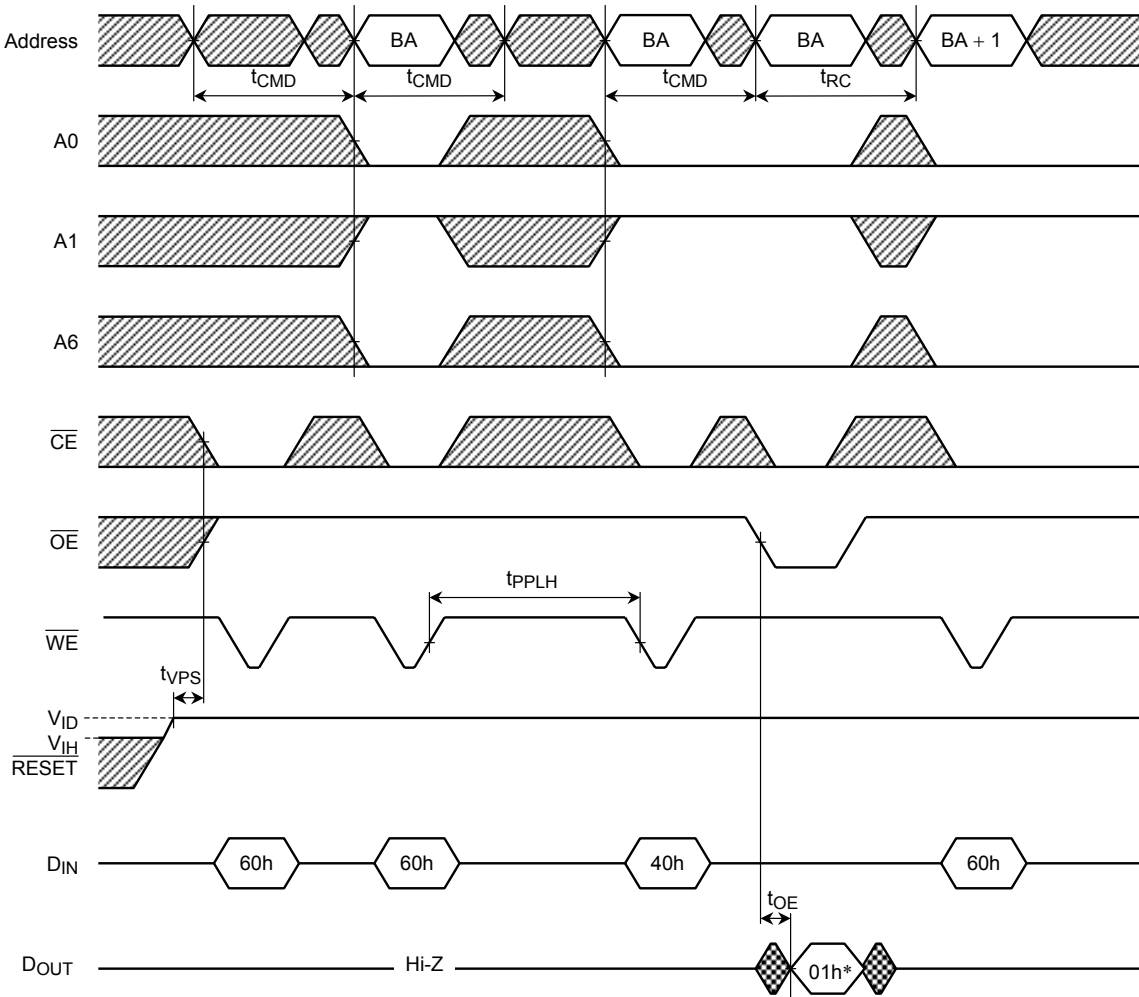 Address BA BA BA BA + 1
tCMD tCMD tCMD tRC
A0
A1
A6
CE
OE
tPPLH
WE
tVPS
VID
VIH
RESET
DIN 60h 60h 40h 60h
tOE
DOUT Hi-Z 01h*